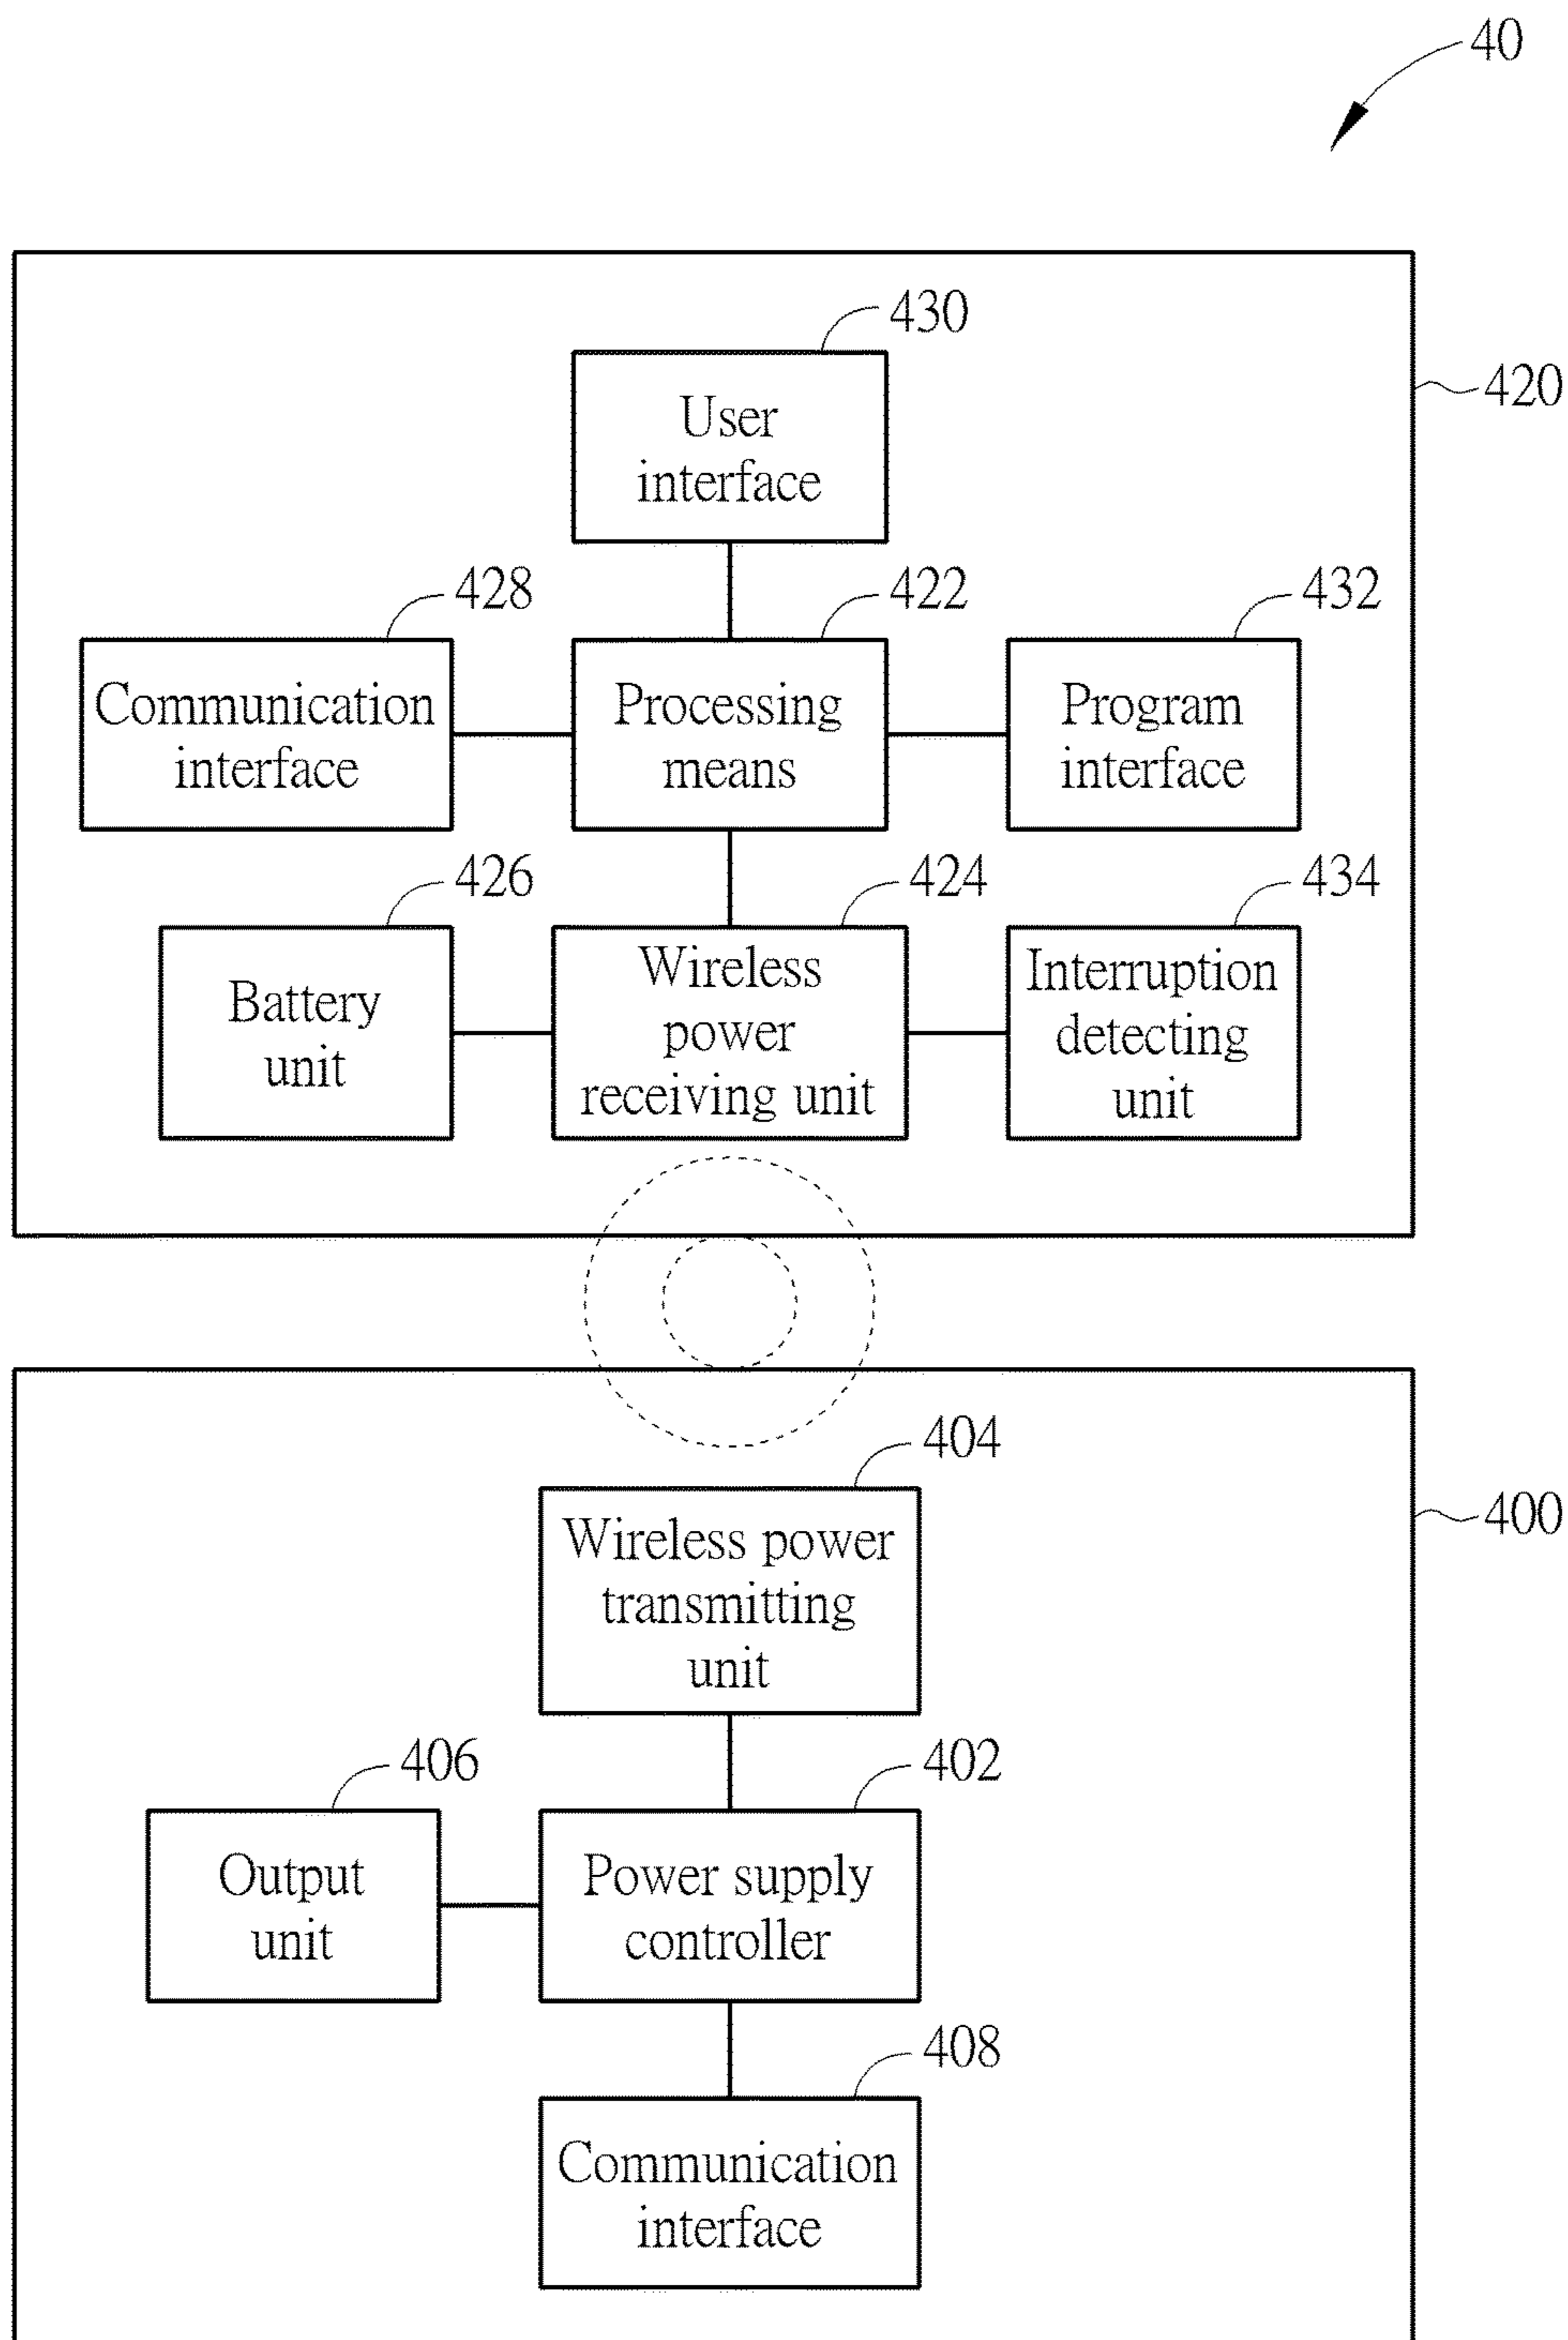 40
430
420
User
interface
428
422
432
Communication
interface
Processing
means
Program
interface
426
424
434
Battery
unit
Wireless
power
receiving unit
Interruption
detecting
unit
404
400
Wireless power
transmitting
unit
406
402
Output
unit
Power supply
controller
408
Communication
interface